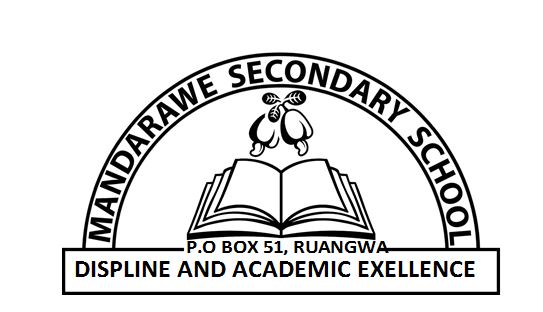 MANDARAWE SECONDARY SCHOOL
P.O BOX 51, RUANGWA
DISPLINE AND ACADEMIC EXELLENCE